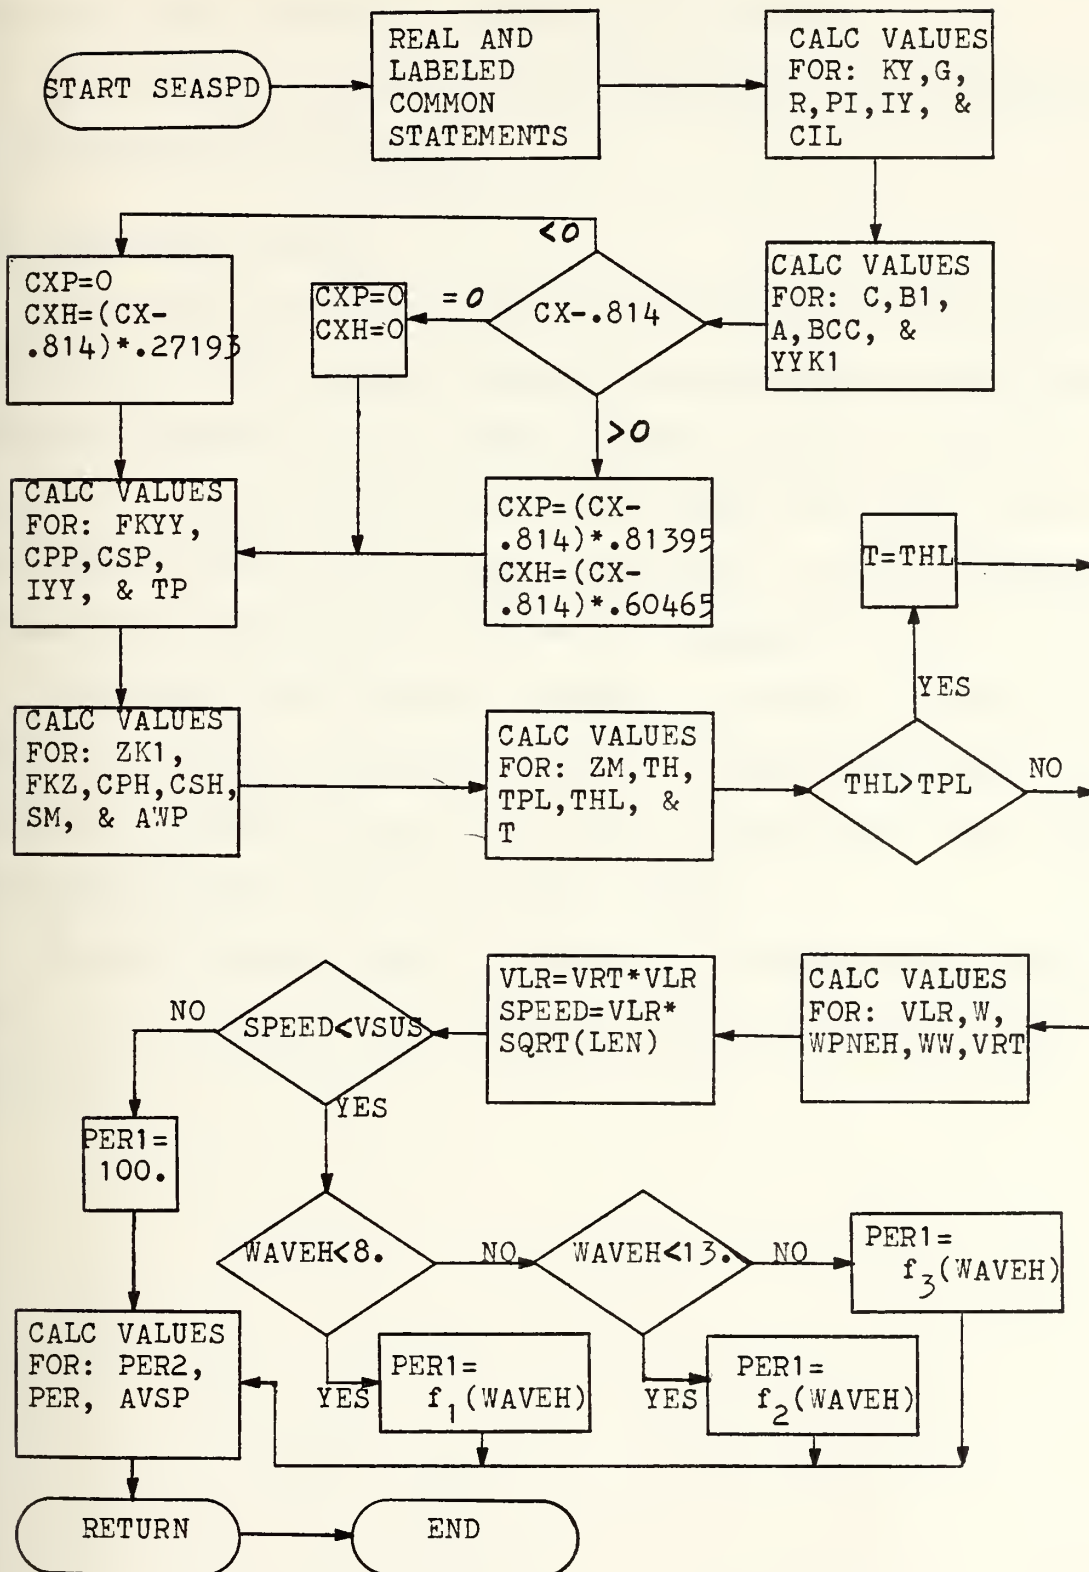 START SEASPD
REAL AND
LABELED
COMMON
STATEMENTS
CALC VALUES
FOR: KY,G,
R,PI,IY, &
CIL
CALC VALUES
FOR: C,B1,
A,BCC, &
YYK1
CX-.814
<0
=0
>0
CXP=0
CXH=0
CXP=0
CXH=(CX-
.814)*.27193
CXP=(CX-
.814)*.81395
CXH=(CX-
.814)*.60465
CALC VALUES
FOR: FKYY,
CPP,CSP,
IYY, & TP
CALC VALUES
FOR: ZK1,
FKZ,CPH,CSH,
SM, & AWP
CALC VALUES
FOR: ZM,TH,
TPL,THL, &
T
THL>TPL
YES
NO
T=THL
CALC VALUES
FOR: VLR,W,
WPNEH,WW,VRT
VLR=VRT*VLR
SPEED=VLR*
SQRT(LEN)
SPEED<VSUS
NO
YES
PER1=
100.
WAVEH<8.
NO
YES
WAVEH<13.
NO
YES
PER1=
f3(WAVEH)
PER1=
f1(WAVEH)
PER1=
f2(WAVEH)
CALC VALUES
FOR: PER2,
PER, AVSP
RETURN
END